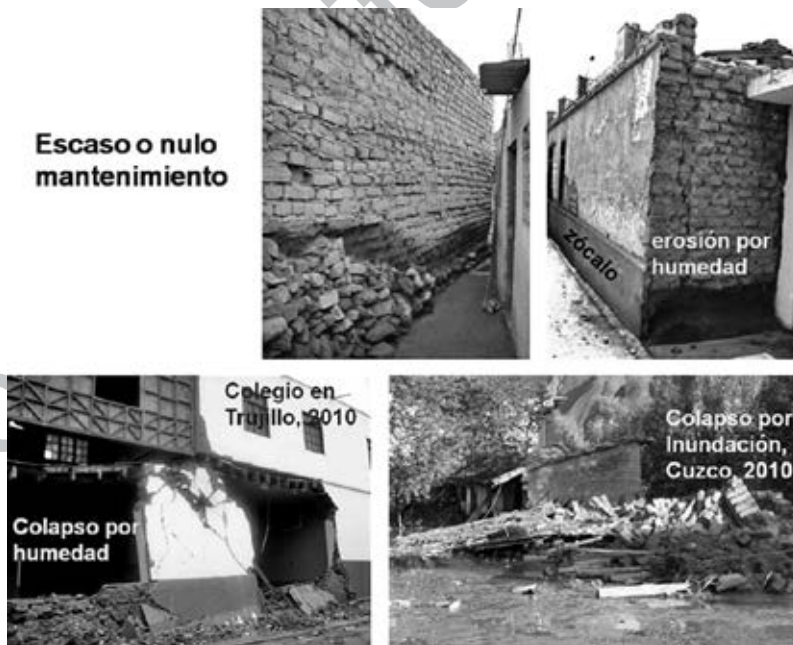 Escaso o nulo
mantenimiento
zócalo
erosión por
humedad
Colegio en
Trujillo, 2010
Colapso por
humedad
Colapso por
Inundación,
Cuzco, 2010